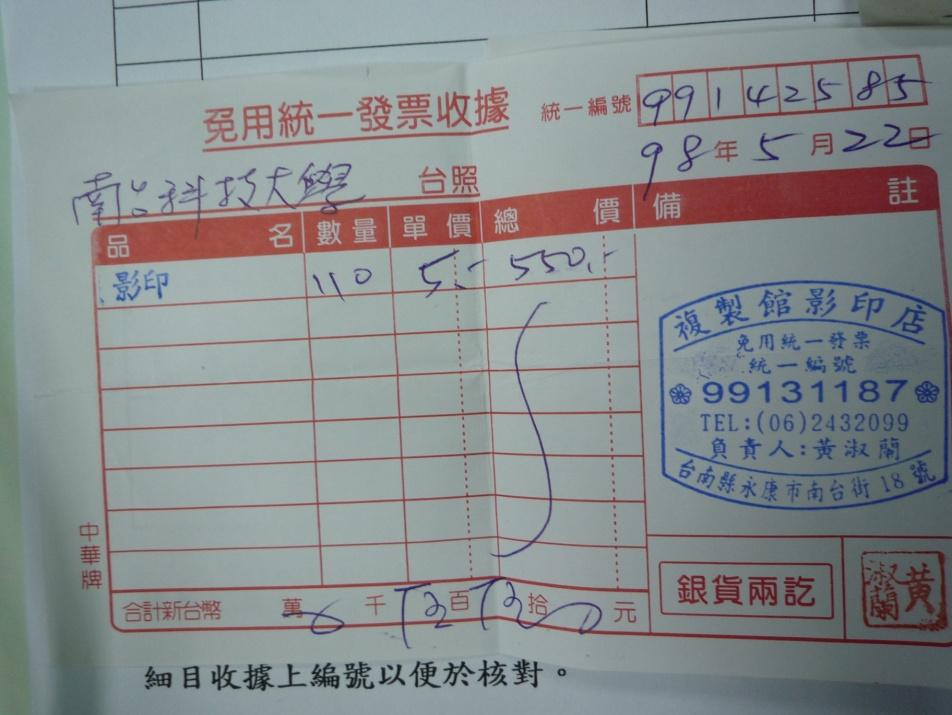 免用統一發票收據
統一編號 99142585
98年5月22日
南台科技大學 台照
品名 數量 單價 總價 備註
影印 110 5.- 550.-
複製館影印店
免用統一發票
統一編號
99131187
TEL:(06)2432099
負責人:黃淑蘭
台南縣永康市南台街18號
中華牌
合計新台幣 萬 千 伍 百 伍 拾 0 元
銀貨兩訖
黃淑蘭
細目收據上編號以便於核對。